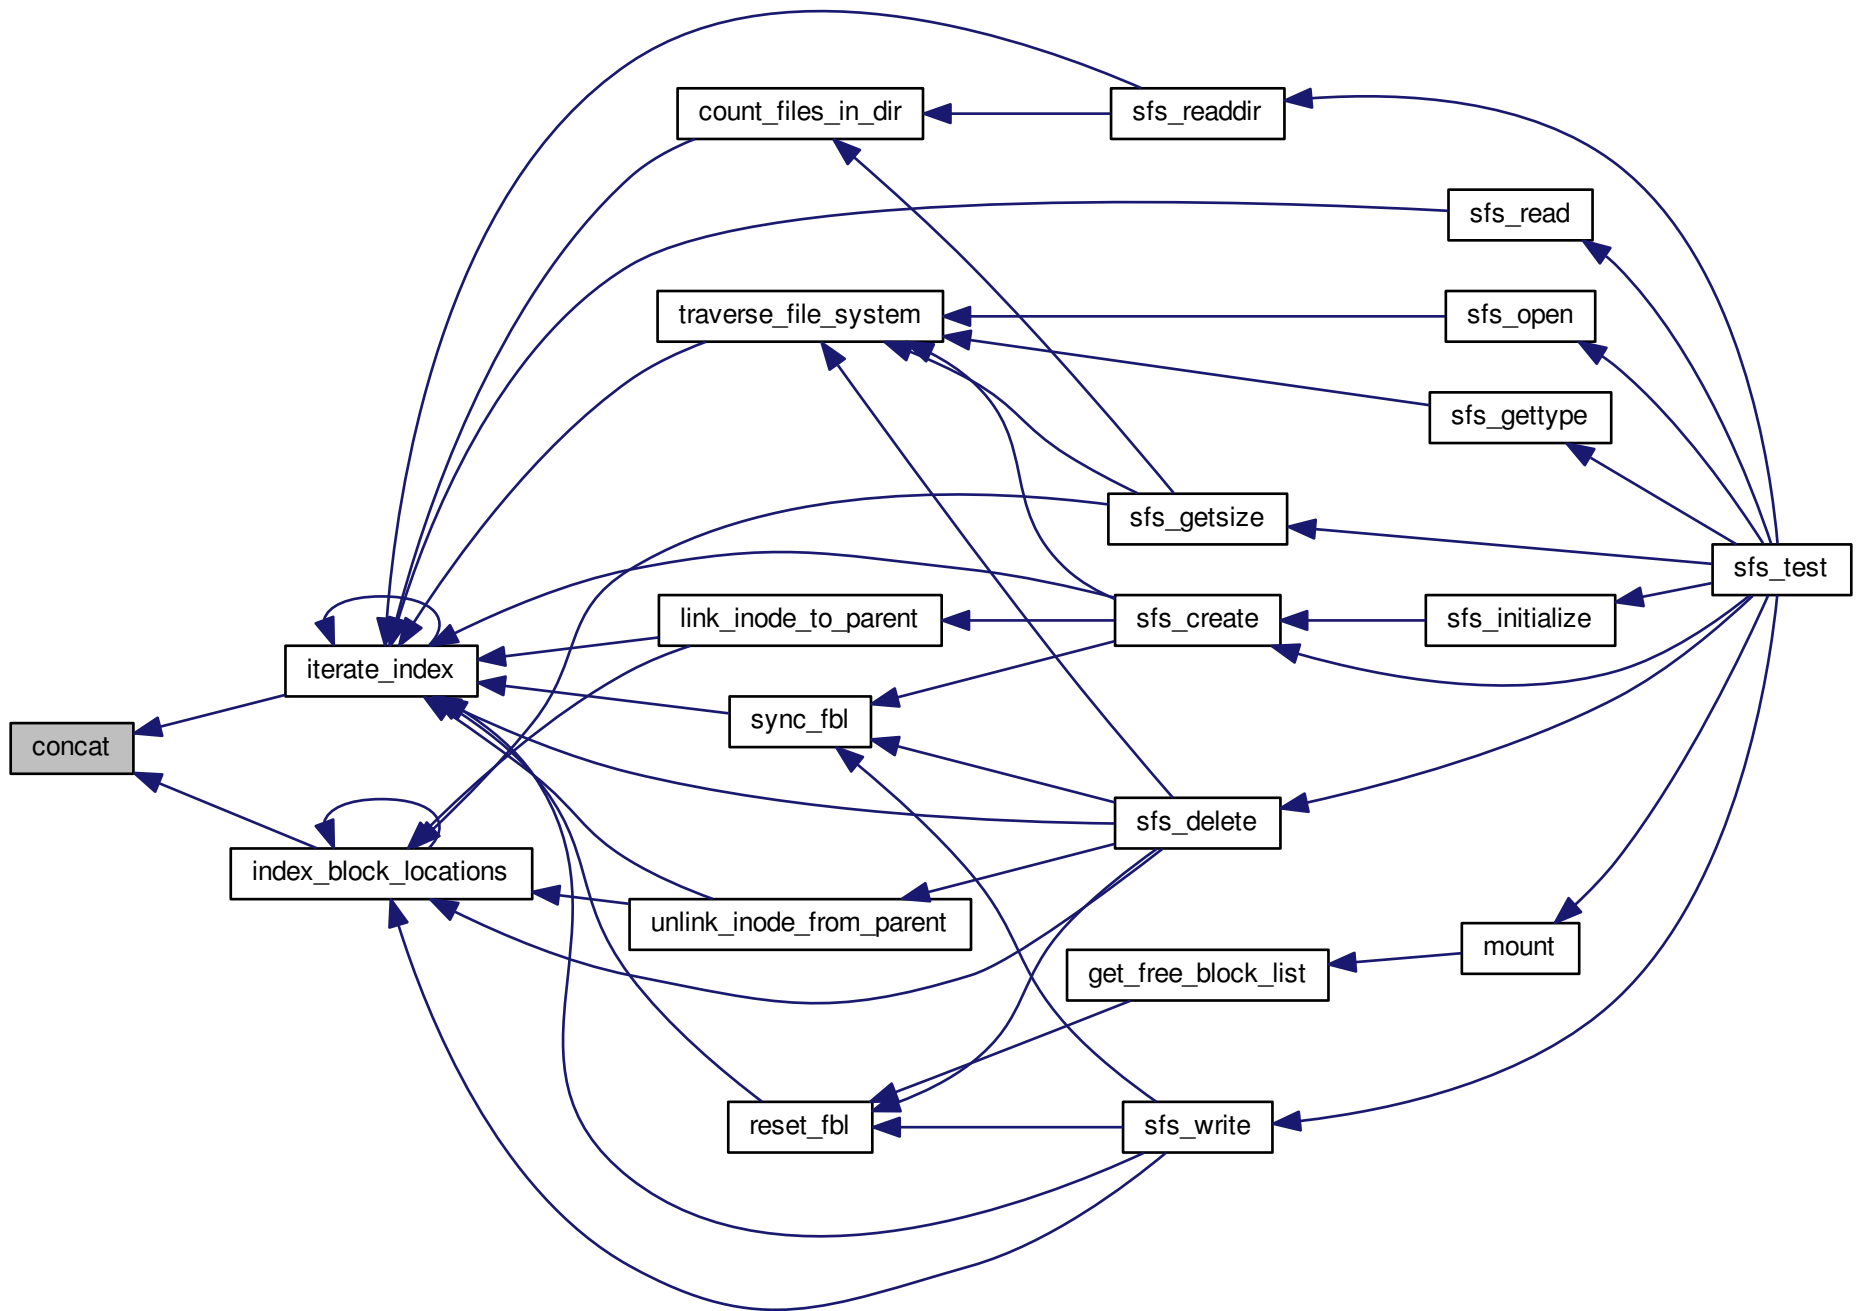 count_files_in_dir
sfs_readdir
sfs_read
traverse_file_system
sfs_open
sfs_gettype
sfs_getsize
sfs_test
link_inode_to_parent
sfs_create
sfs_initialize
iterate_index
sync_fbl
concat
sfs_delete
index_block_locations
unlink_inode_from_parent
mount
get_free_block_list
reset_fbl
sfs_write